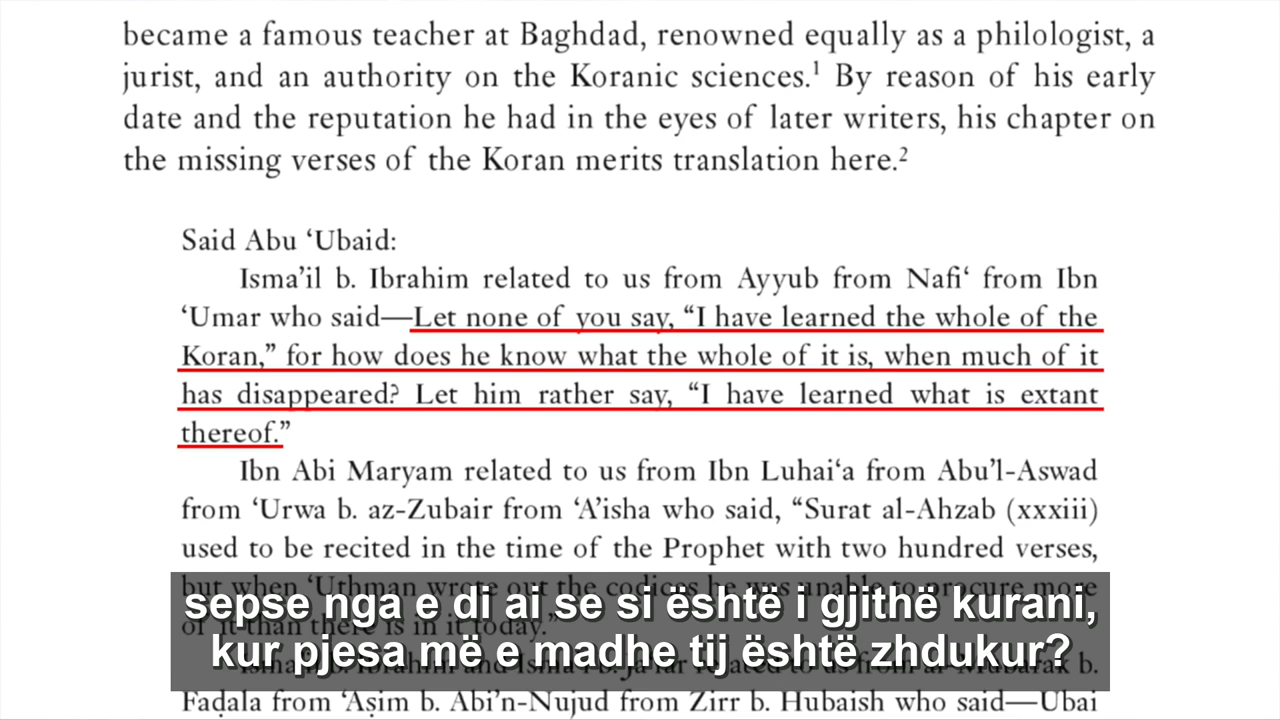 became a famous teacher at Baghdad, renowned equally as a philologist, a
jurist, and an authority on the Koranic sciences.¹ By reason of his early
date and the reputation he had in the eyes of later writers, his chapter on
the missing verses of the Koran merits translation here.²
Said Abu ‘Ubaid:
Isma’il b. Ibrahim related to us from Ayyub from Nafi‘ from Ibn
‘Umar who said—Let none of you say, “I have learned the whole of the
Koran,” for how does he know what the whole of it is, when much of it
has disappeared? Let him rather say, “I have learned what is extant
thereof.”
Ibn Abi Maryam related to us from Ibn Luhai‘a from Abu’l-Aswad
from ‘Urwa b. az-Zubair from ‘A’isha who said, “Surat al-Ahzab (xxxiii)
used to be recited in the time of the Prophet with two hundred verses,
but when ‘Uthman wrote out the codices he was unable to procure more
of it than there is in it today.”
sepse nga e di ai se si është i gjithë kurani,
kur pjesa më e madhe tij është zhdukur?
b.
Faḍala from ‘Aṣim b. Abi’n-Nujud from Zirr b. Hubaish who said—Ubai